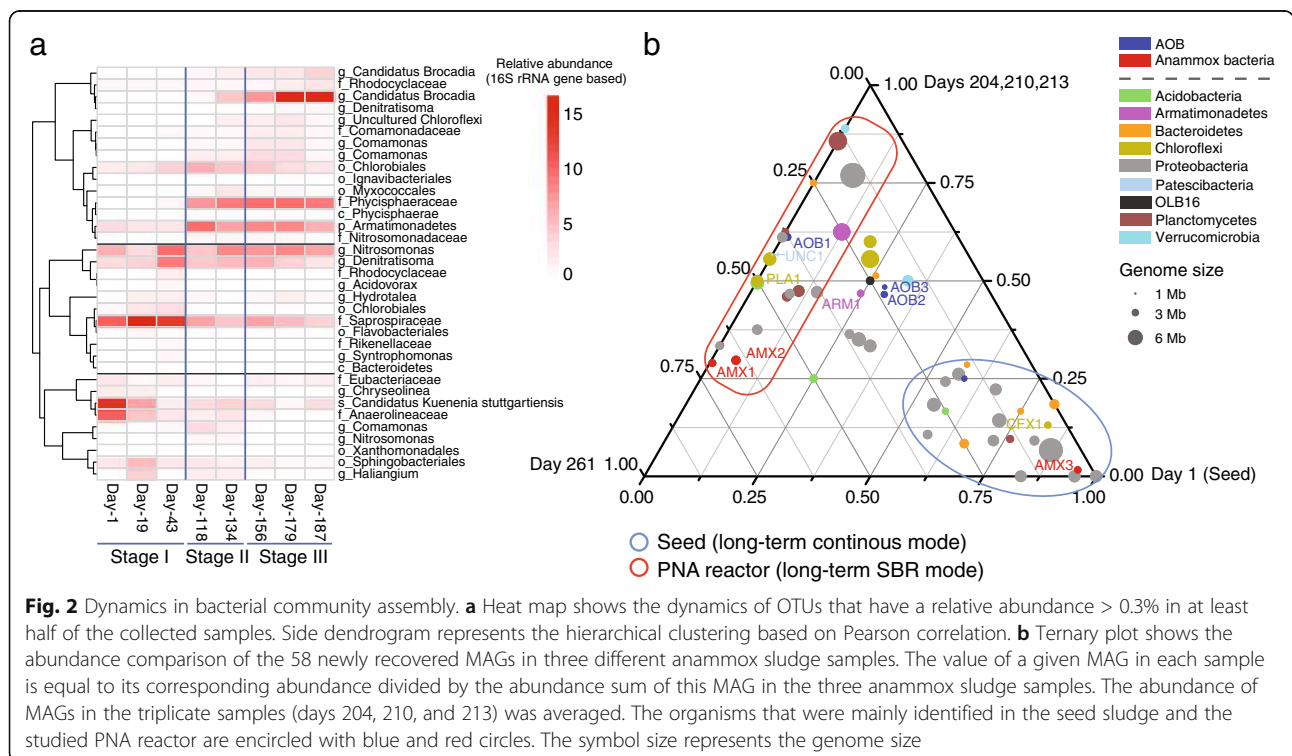 a
Relative abundance
(16S rRNA gene based)
15
10
5
0
g_Candidatus Brocadia
f_Rhodocyclaceae
g_Candidatus Brocadia
g_Denitratisoma
g_Uncultured Chloroflexi
f_Comamonadaceae
g_Comamonas
g_Comamonas
o_Chlorobiales
o_Ignavibacteriales
o_Myxococcales
f_Phycisphaeraceae
c_Phycisphaerae
p_Armatimonadetes
f_Nitrosomonadaceae
g_Nitrosomonas
g_Denitratisoma
f_Rhodocyclaceae
g_Acidovorax
g_Hydrotalea
o_Chlorobiales
f_Saprospiraceae
o_Flavobacteriales
f_Rikenellaceae
g_Syntrophomonas
c_Bacteroidetes
f_Eubacteriaceae
g_Chryseolinea
s_Candidatus Kuenenia stuttgartiensis
f_Anaerolineaceae
g_Comamonas
g_Nitrosomonas
o_Xanthomonadales
o_Sphingobacteriales
g_Haliangium
Day-1
Day-19
Day-43
Day-118
Day-134
Day-156
Day-179
Day-187
Stage I
Stage II
Stage III
b
0.00
1.00 Days 204,210,213
0.25
0.75
AOB1
UNC1
0.50
PLA1
0.50
AOB3
ARM1
AOB2
AMX2
AMX1
0.75
0.25
CFX1
AMX3
Day 261 1.00
0.00 Day 1 (Seed)
0.00
0.25
0.50
0.75
1.00
AOB
Anammox bacteria
Acidobacteria
Armatimonadetes
Bacteroidetes
Chloroflexi
Proteobacteria
Patescibacteria
OLB16
Planctomycetes
Verrucomicrobia
Genome size
1 Mb
3 Mb
6 Mb
Seed (long-term continous mode)
PNA reactor (long-term SBR mode)
Fig. 2 Dynamics in bacterial community assembly. a Heat map shows the dynamics of OTUs that have a relative abundance > 0.3% in at least
half of the collected samples. Side dendrogram represents the hierarchical clustering based on Pearson correlation. b Ternary plot shows the
abundance comparison of the 58 newly recovered MAGs in three different anammox sludge samples. The value of a given MAG in each sample
is equal to its corresponding abundance divided by the abundance sum of this MAG in the three anammox sludge samples. The abundance of
MAGs in the triplicate samples (days 204, 210, and 213) was averaged. The organisms that were mainly identified in the seed sludge and the
studied PNA reactor are encircled with blue and red circles. The symbol size represents the genome size